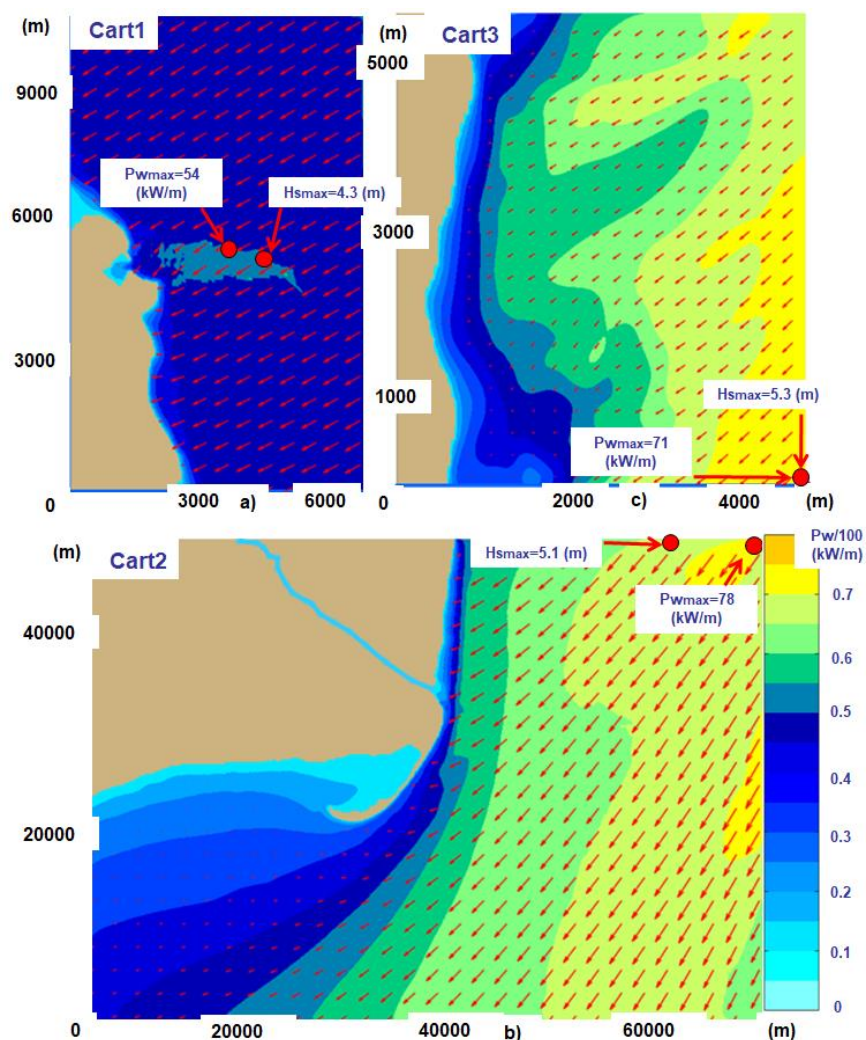 (m)
Cart1
9000
6000
3000
0
Pwmax=54
(kW/m)
Hsmax=4.3 (m)
3000
a)
6000
(m)
Cart3
5000
3000
1000
0
Hsmax=5.3 (m)
Pwmax=71
(kW/m)
2000
c)
4000
(m)
(m)
Cart2
40000
20000
0
Hsmax=5.1 (m)
Pwmax=78
(kW/m)
20000
40000
b)
60000
(m)
Pw/100
(kW/m)
0.7
0.6
0.5
0.4
0.3
0.2
0.1
0